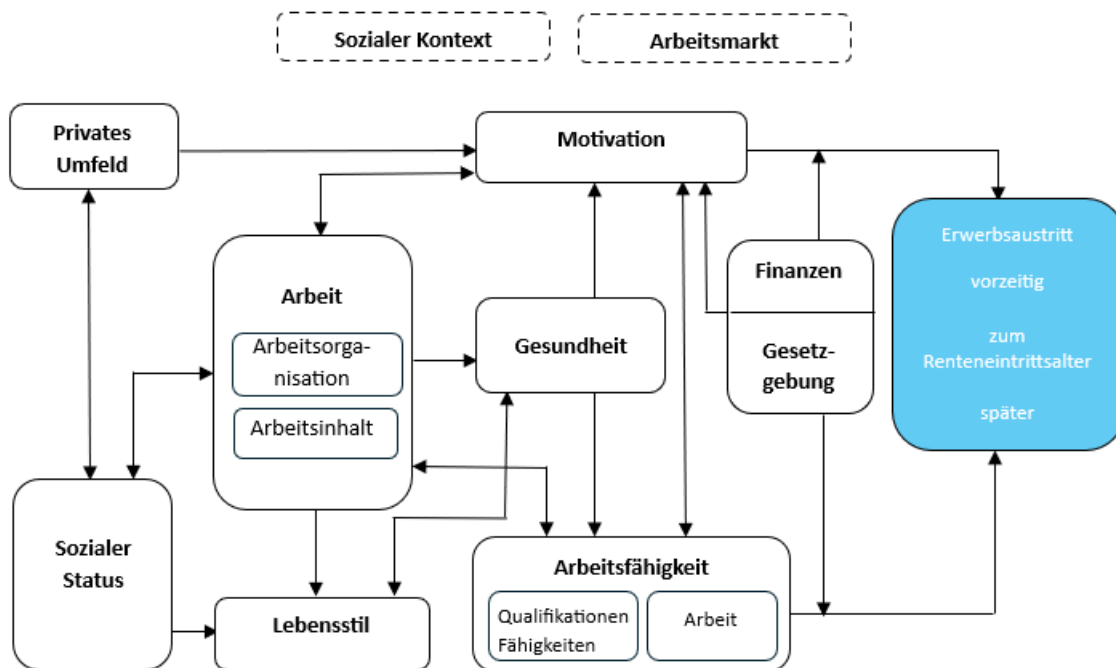 Sozialer Kontext
Arbeitsmarkt
Privates
Umfeld
Motivation
Arbeit
Arbeitsorga-
nisation
Arbeitsinhalt
Gesundheit
Finanzen
Gesetz-
gebung
Erwerbsaustritt
vorzeitig
zum
Renteneintrittsalter
später
Sozialer
Status
Lebensstil
Arbeitsfähigkeit
Qualifikationen
Fähigkeiten
Arbeit